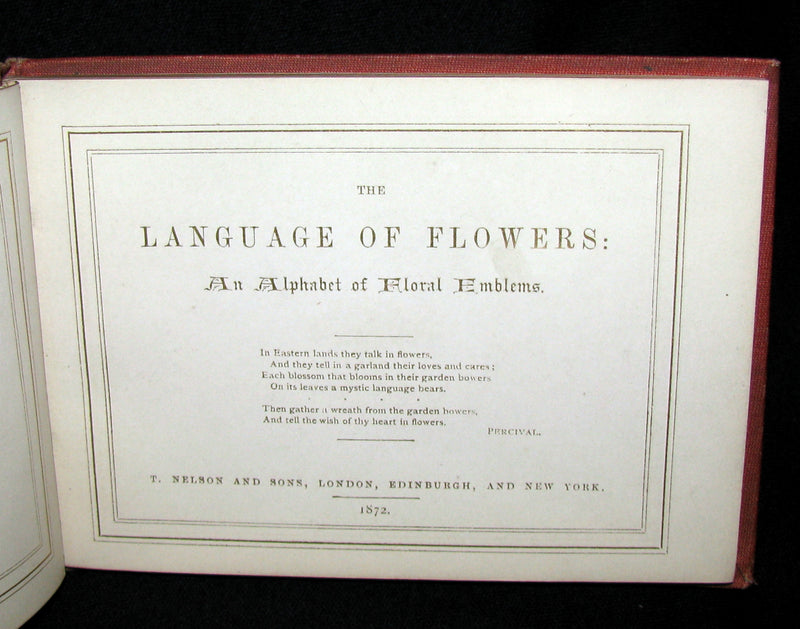 THE
LANGUAGE OF FLOWERS:
An Alphabet of Floral Emblems.
In Eastern lands they talk in flowers,
And they tell in a garland their loves and cares;
Each blossom that blooms in their garden bowers
On its leaves a mystic language bears.
* * * *
Then gather a wreath from the garden bowers,
And tell the wish of thy heart in flowers.
PERCIVAL.
T. NELSON AND SONS, LONDON, EDINBURGH, AND NEW YORK.
1872.